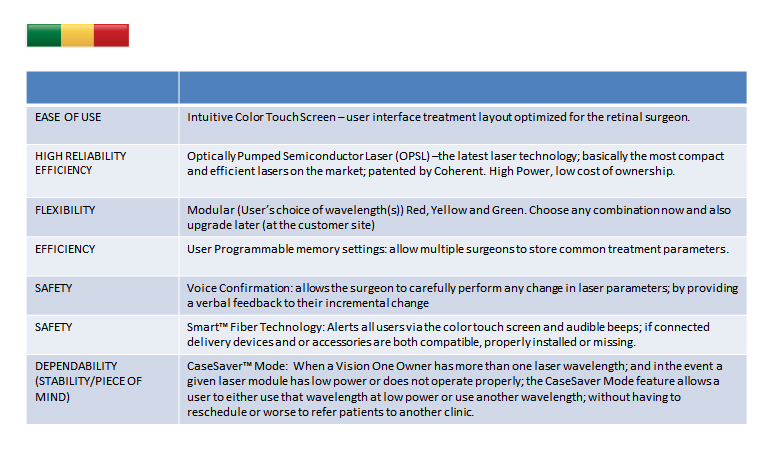 EASE OF USE
Intuitive Color Touch Screen – user interface treatment layout optimized for the retinal surgeon.
HIGH RELIABILITY
EFFICIENCY
Optically Pumped Semiconductor Laser (OPSL) –the latest laser technology; basically the most compact
and efficient lasers on the market; patented by Coherent. High Power, low cost of ownership.
FLEXIBILITY
Modular (User's choice of wavelength(s)) Red, Yellow and Green. Choose any combination now and also
upgrade later (at the customer site)
EFFICIENCY
User Programmable memory settings: allow multiple surgeons to store common treatment parameters.
SAFETY
Voice Confirmation: allows the surgeon to carefully perform any change in laser parameters; by providing
a verbal feedback to their incremental change
SAFETY
Smart™ Fiber Technology: Alerts all users via the color touch screen and audible beeps; if connected
delivery devices and or accessories are both compatible, properly installed or missing.
DEPENDABILITY
(STABILITY/PIECE OF
MIND)
CaseSaver™ Mode: When a Vision One Owner has more than one laser wavelength; and in the event a
given laser module has low power or does not operate properly; the CaseSaver Mode feature allows a
user to either use that wavelength at low power or use another wavelength; without having to
reschedule or worse to refer patients to another clinic.